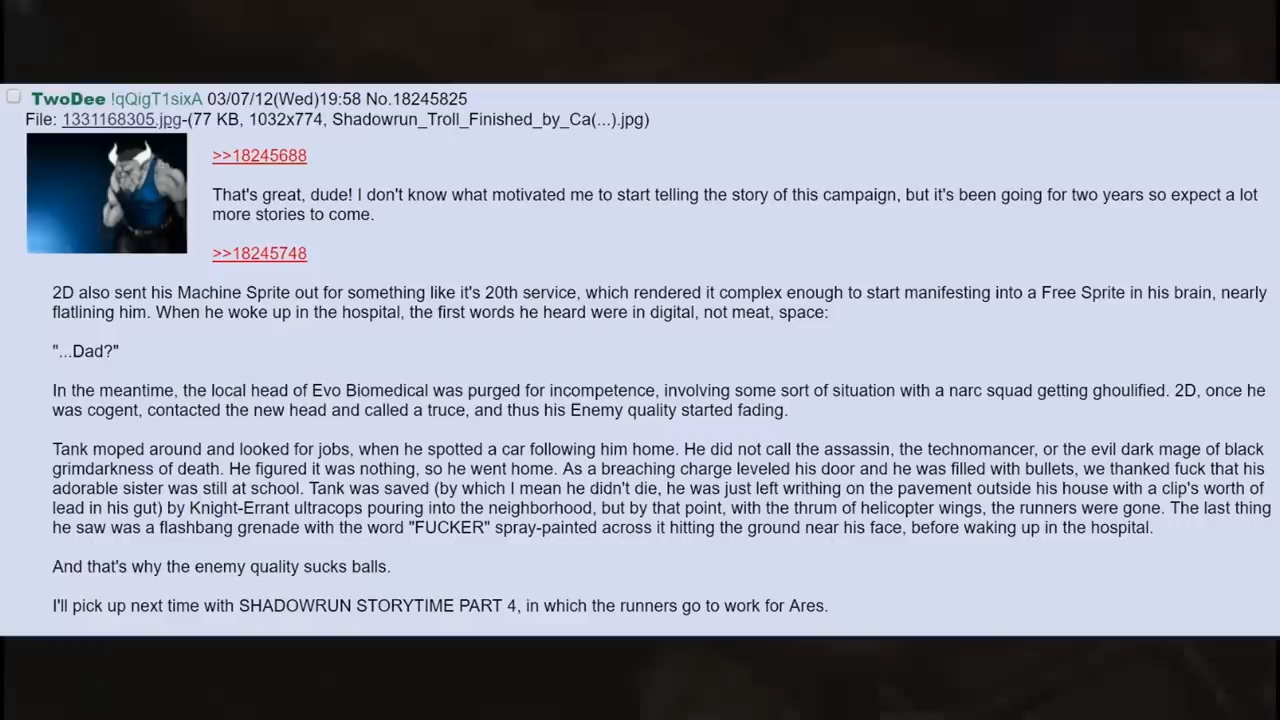 TwoDee !qQigT1sixA 03/07/12(Wed)19:58 No.18245825
File: 1331168305.jpg-(77 KB, 1032x774, Shadowrun_Troll_Finished_by_Ca(...).jpg)
>>18245688
That's great, dude! I don't know what motivated me to start telling the story of this campaign, but it's been going for two years so expect a lot
more stories to come.
>>18245748
2D also sent his Machine Sprite out for something like it's 20th service, which rendered it complex enough to start manifesting into a Free Sprite in his brain, nearly
flatlining him. When he woke up in the hospital, the first words he heard were in digital, not meat, space:
"...Dad?"
In the meantime, the local head of Evo Biomedical was purged for incompetence, involving some sort of situation with a narc squad getting ghoulified. 2D, once he
was cogent, contacted the new head and called a truce, and thus his Enemy quality started fading.
Tank moped around and looked for jobs, when he spotted a car following him home. He did not call the assassin, the technomancer, or the evil dark mage of black
grimdarkness of death. He figured it was nothing, so he went home. As a breaching charge leveled his door and he was filled with bullets, we thanked fuck that his
adorable sister was still at school. Tank was saved (by which I mean he didn't die, he was just left writhing on the pavement outside his house with a clip's worth of
lead in his gut) by Knight-Errant ultracops pouring into the neighborhood, but by that point, with the thrum of helicopter wings, the runners were gone. The last thing
he saw was a flashbang grenade with the word "FUCKER" spray-painted across it hitting the ground near his face, before waking up in the hospital.
And that's why the enemy quality sucks balls.
I'll pick up next time with SHADOWRUN STORYTIME PART 4, in which the runners go to work for Ares.